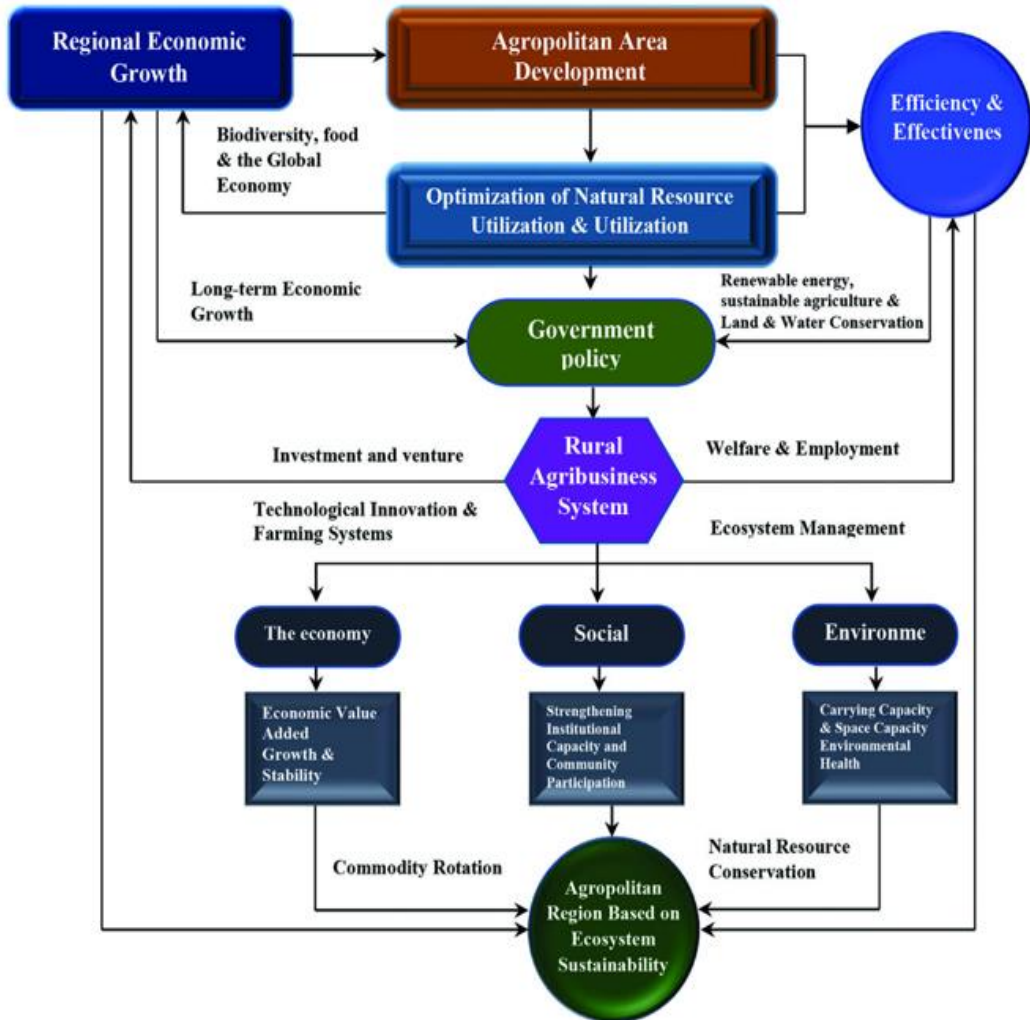 Regional Economic
Growth
Agropolitan Area
Development
Efficiency &
Effectivenes
Biodiversity, food
& the Global
Economy
Optimization of Natural Resource
Utilization & Utilization
Long-term Economic
Growth
Renewable energy,
sustainable agriculture &
Land & Water Conservation
Government
policy
Investment and venture
Rural
Agribusiness
System
Welfare & Employment
Technological Innovation &
Farming Systems
Ecosystem Management
The economy
Social
Environme
Economic Value
Added
Growth &
Stability
Strengthening
Institutional
Capacity and
Community
Participation
Carrying Capacity
& Space Capacity
Environmental
Health
Commodity Rotation
Natural Resource
Conservation
Agropolitan
Region Based on
Ecosystem
Sustainability